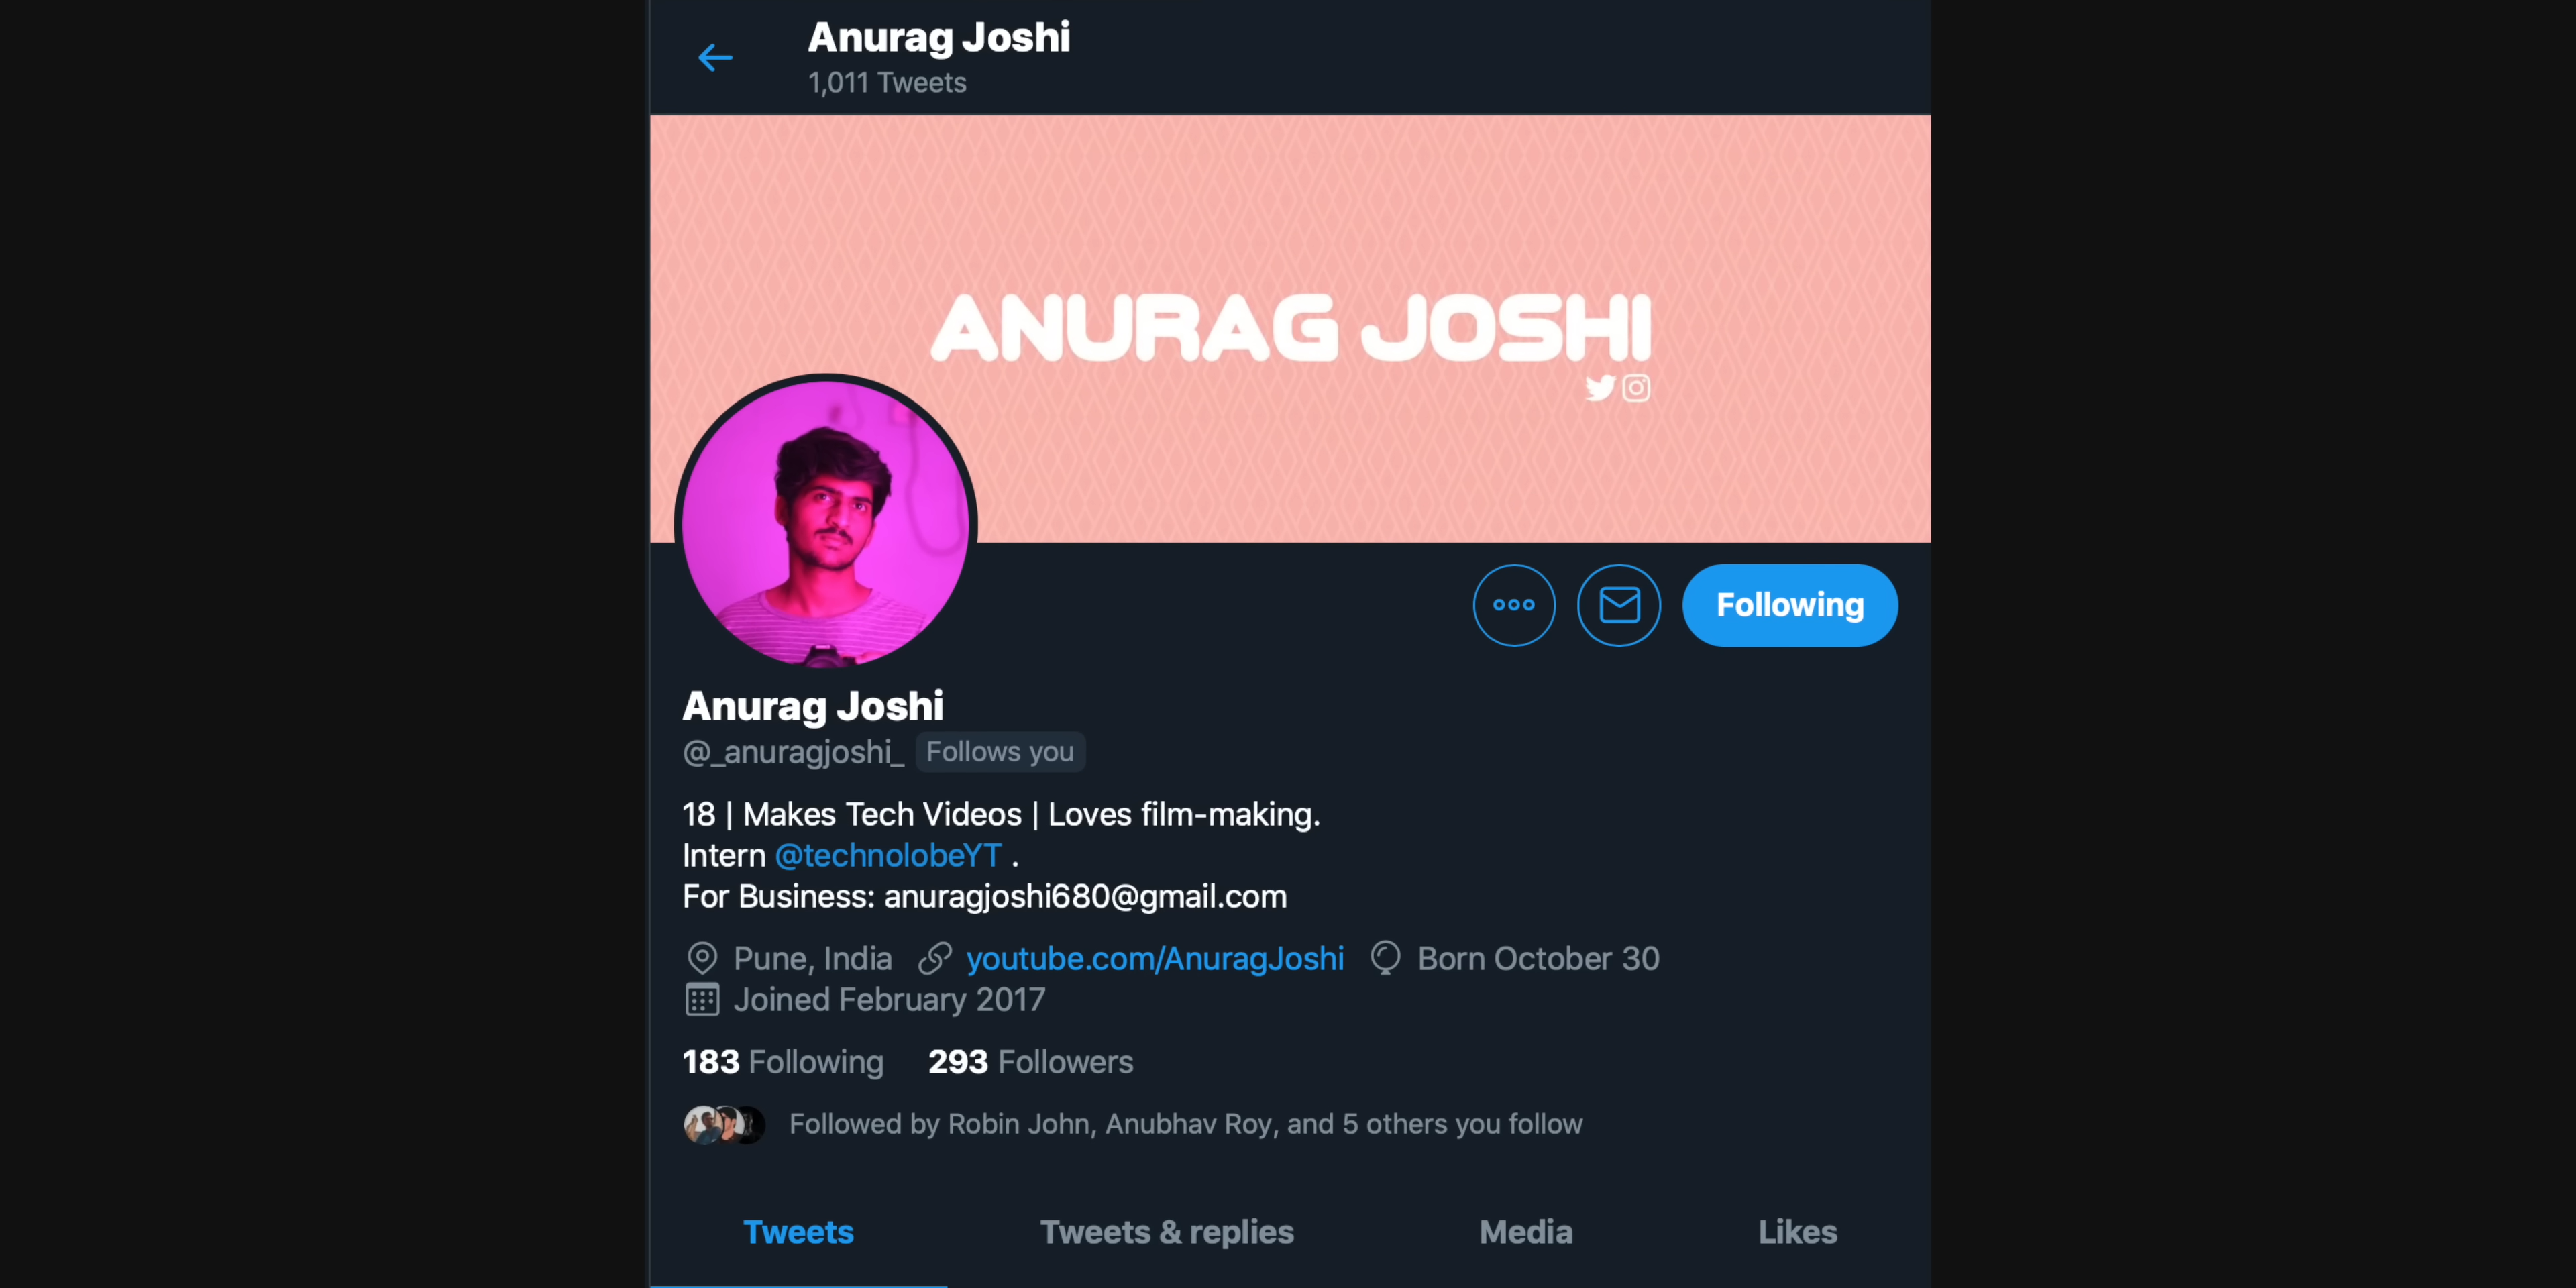 Anurag Joshi
1,011 Tweets
ANURAG JOSHI
Following
Anurag Joshi
@_anuragjoshi_ Follows you
18 | Makes Tech Videos | Loves film-making.
Intern @technolobeYT .
For Business: anuragjoshi680@gmail.com
Pune, India youtube.com/AnuragJoshi Born October 30
Joined February 2017
183 Following 293 Followers
Followed by Robin John, Anubhav Roy, and 5 others you follow
Tweets Tweets & replies Media Likes